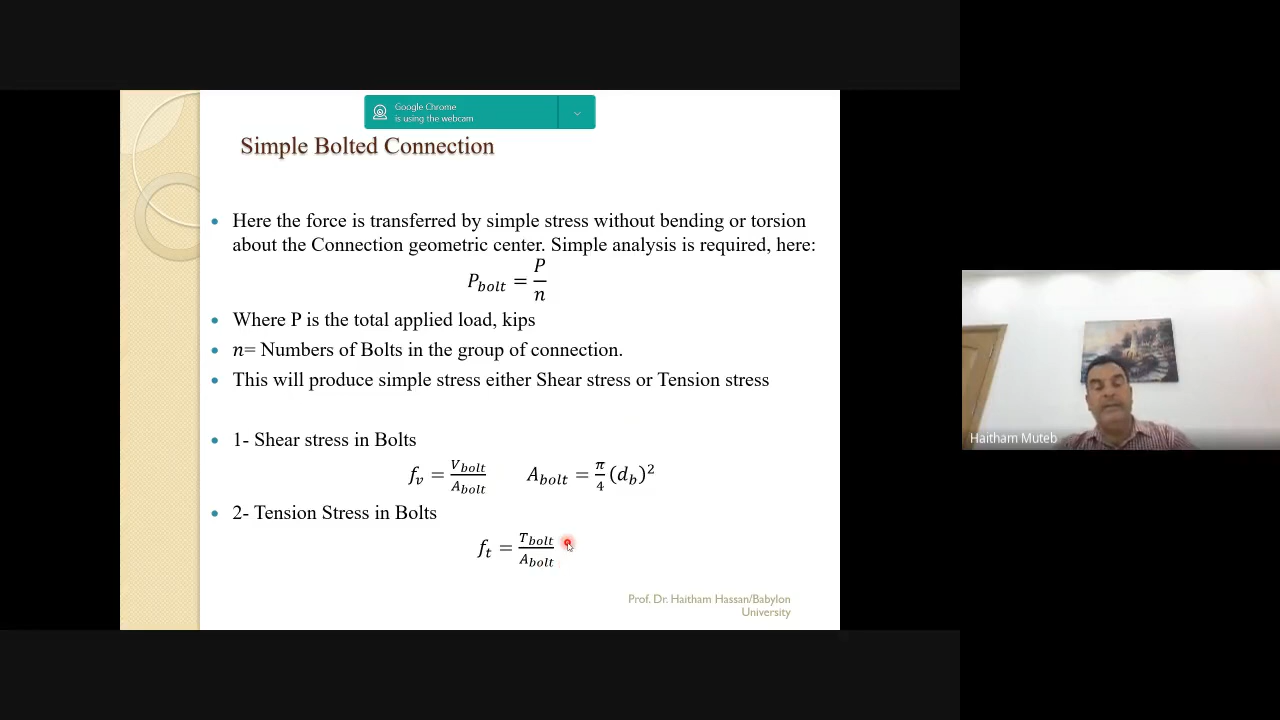 Google Chrome
is using the webcam
Simple Bolted Connection
• Here the force is transferred by simple stress without bending or torsion
about the Connection geometric center. Simple analysis is required, here:
P_bolt = P/n
• Where P is the total applied load, kips
• n= Numbers of Bolts in the group of connection.
• This will produce simple stress either Shear stress or Tension stress
• 1- Shear stress in Bolts
f_v = V_bolt/A_bolt A_bolt = π/4 (d_b)²
• 2- Tension Stress in Bolts
f_t = T_bolt/A_bolt
Prof. Dr. Haitham Hassan/Babylon
University
Haitham Muteb